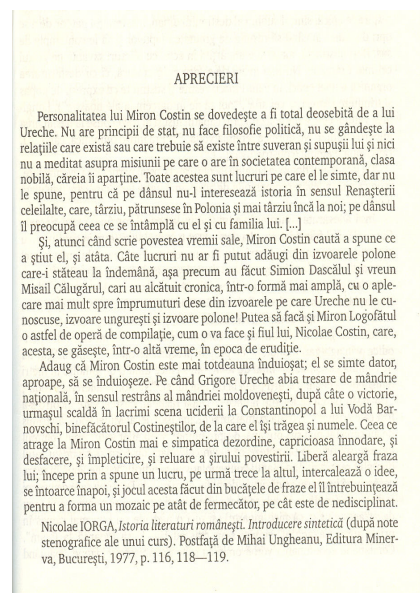 APRECIERI
Personalitatea lui Miron Costin se dovedește a fi total deosebită de a lui
Ureche. Nu are principii de stat, nu face filosofie politică, nu se gândește la
relațiile care există sau care trebuie să existe între suveran și supușii lui și nici
nu a meditat asupra misiunii pe care o are în societatea contemporană, clasa
nobilă, căreia îi aparține. Toate acestea sunt lucruri pe care el le simte, dar nu
le spune, pentru că pe dânsul nu-l interesează istoria în sensul Renașterii
celeilalte, care, târziu, pătrunsese în Polonia și mai târziu încă la noi; pe dânsul
îl preocupă ceea ce se întâmplă cu el și cu familia lui. [...]
Și, atunci când scrie povestea vremii sale, Miron Costin caută a spune ce
a știut el, și atâta. Câte lucruri nu ar fi putut adăugi din izvoarele polone
care-i stăteau la îndemână, așa precum au făcut Simion Dascălul și vreun
Misail Călugărul, cari au alcătuit cronica, într-o formă mai amplă, cu o aple-
care mai mult spre împrumuturi dese din izvoarele pe care Ureche nu le cu-
noscuse, izvoare ungurești și izvoare polone! Putea să facă și Miron Logofătul
o astfel de operă de compilație, cum o va face și fiul lui, Nicolae Costin, care,
acesta, se găsește, într-o altă vreme, în epoca de erudiție.
Adaug că Miron Costin este mai totdeauna înduioșat; el se simte dator,
aproape, să se înduioșeze. Pe când Grigore Ureche abia tresare de mândrie
națională, în sensul restrâns al mândriei moldovenești, după câte o victorie,
urmașul scaldă în lacrimi scena uciderii la Constantinopol a lui Vodă Bar-
novschi, binefăcătorul Costineștilor, de la care el își trăgea și numele. Ceea ce
atrage la Miron Costin mai e simpatica dezordine, capricioasa înnodare, și
desfacere, și împleticire, și reluare a șirului povestirii. Liberă aleargă fraza
lui; începe prin a spune un lucru, pe urmă trece la altul, intercalează o idee,
se întoarce înapoi, și jocul acesta făcut din bucățele de fraze el îl întrebuințează
pentru a forma un mozaic pe atât de fermecător, pe cât este de nedisciplinat.
Nicolae IORGA, Istoria literaturi românești. Introducere sintetică (după note
stenografice ale unui curs). Postfață de Mihai Ungheanu, Editura Miner-
va, București, 1977, p. 116, 118—119.